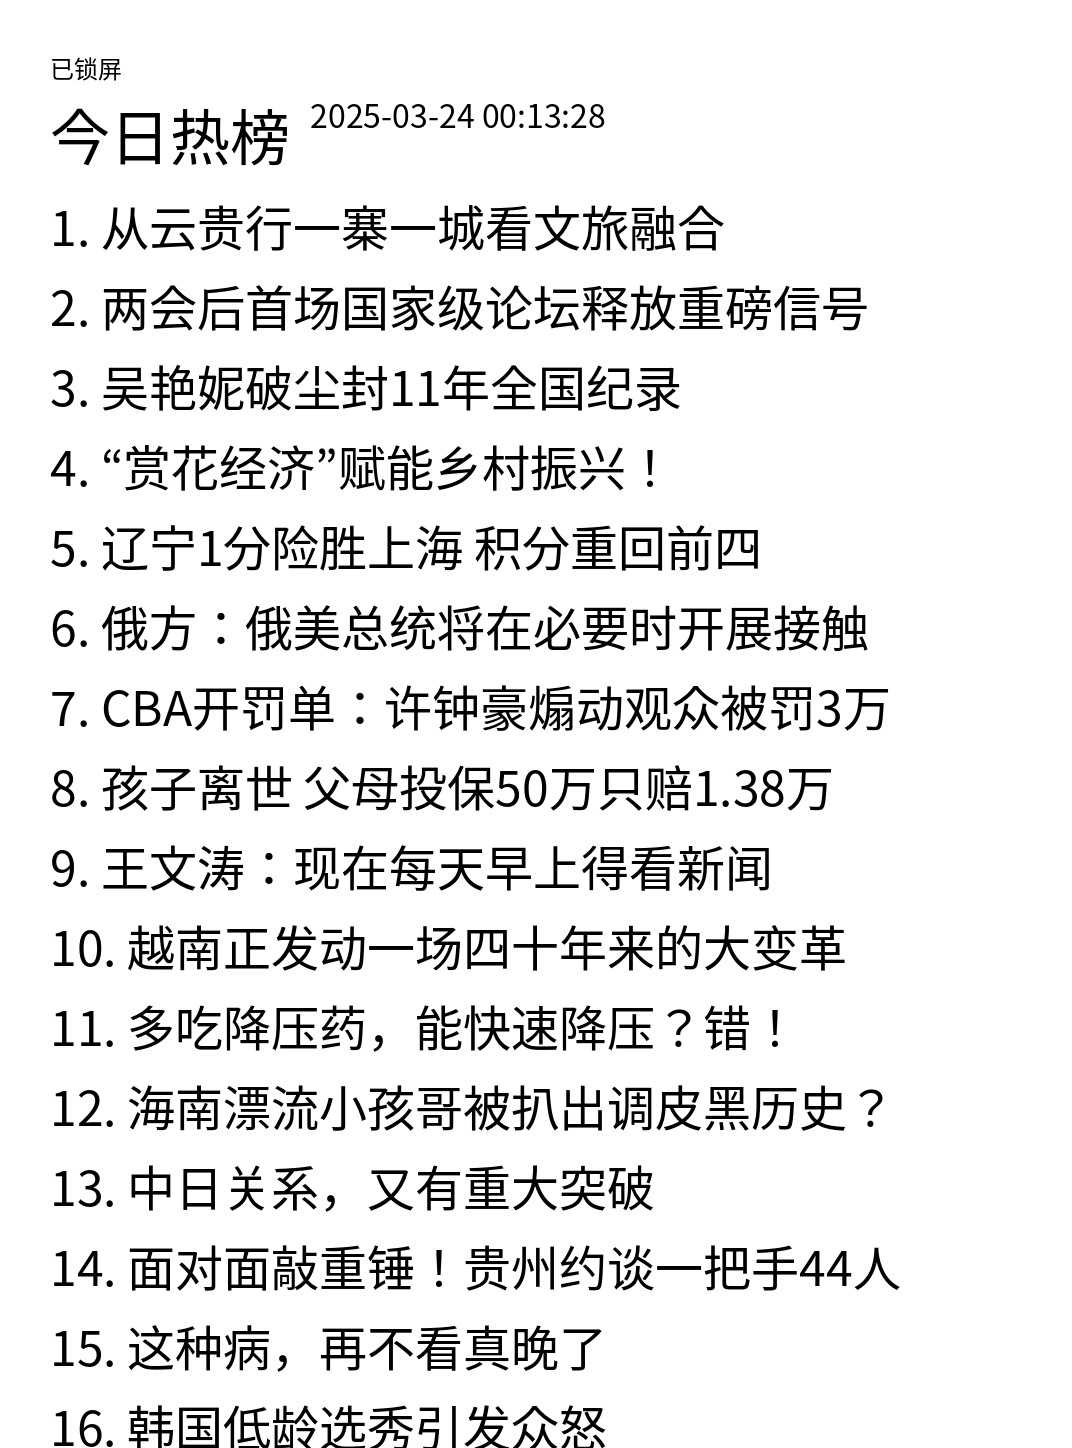 已锁屏
今日热榜 2025-03-24 00:13:28
1. 从云贵行一寨一城看文旅融合
2. 两会后首场国家级论坛释放重磅信号
3. 吴艳妮破尘封11年全国纪录
4. “赏花经济”赋能乡村振兴！
5. 辽宁1分险胜上海 积分重回前四
6. 俄方：俄美总统将在必要时开展接触
7. CBA开罚单：许钟豪煽动观众被罚3万
8. 孩子离世 父母投保50万只赔1.38万
9. 王文涛：现在每天早上得看新闻
10. 越南正发动一场四十年来的大变革
11. 多吃降压药，能快速降压？错！
12. 海南漂流小孩哥被扒出调皮黑历史？
13. 中日关系，又有重大突破
14. 面对面敲重锤！贵州约谈一把手44人
15. 这种病，再不看真晚了
16. 韩国低龄选秀引发众怒